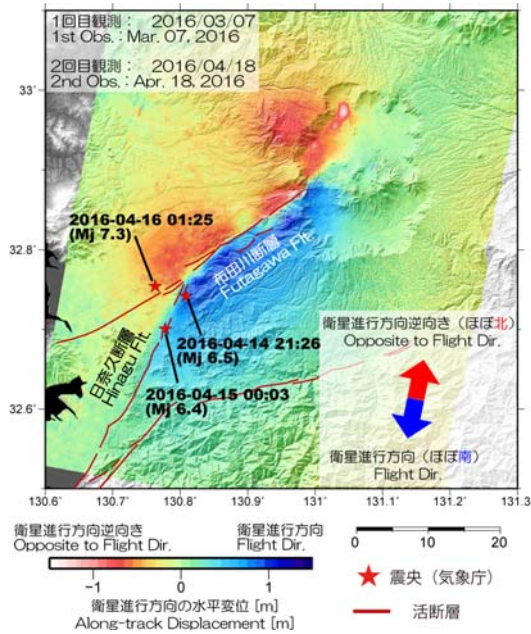 1回目観測： 2016/03/07
1st Obs.: Mar. 07, 2016
2回目観測： 2016/04/18
2nd Obs.: Apr. 18, 2016
33˚
32.8˚
32.6˚
2016-04-16 01:25
(Mj 7.3)
布田川断層
Futagawa Flt.
2016-04-14 21:26
(Mj 6.5)
日奈久断層
Hinagu Flt.
2016-04-15 00:03
(Mj 6.4)
衛星進行方向逆向き（ほぼ北）
Opposite to Flight Dir.
衛星進行方向（ほぼ南）
Flight Dir.
130.6˚ 130.7˚ 130.8˚ 130.9˚ 131˚ 131.1˚ 131.2˚ 131.3˚
衛星進行方向逆向き
Opposite to Flight Dir.
衛星進行方向
Flight Dir.
−1 0 1
衛星進行方向の水平変位 [m]
Along-track Displacement [m]
0 10 20
震央（気象庁）
活断層